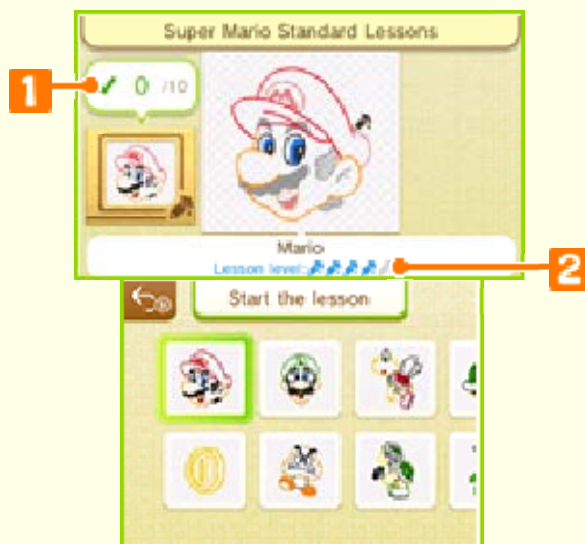 Super Mario Standard Lessons
1
0 /10
Mario
Lesson level:
2
Start the lesson